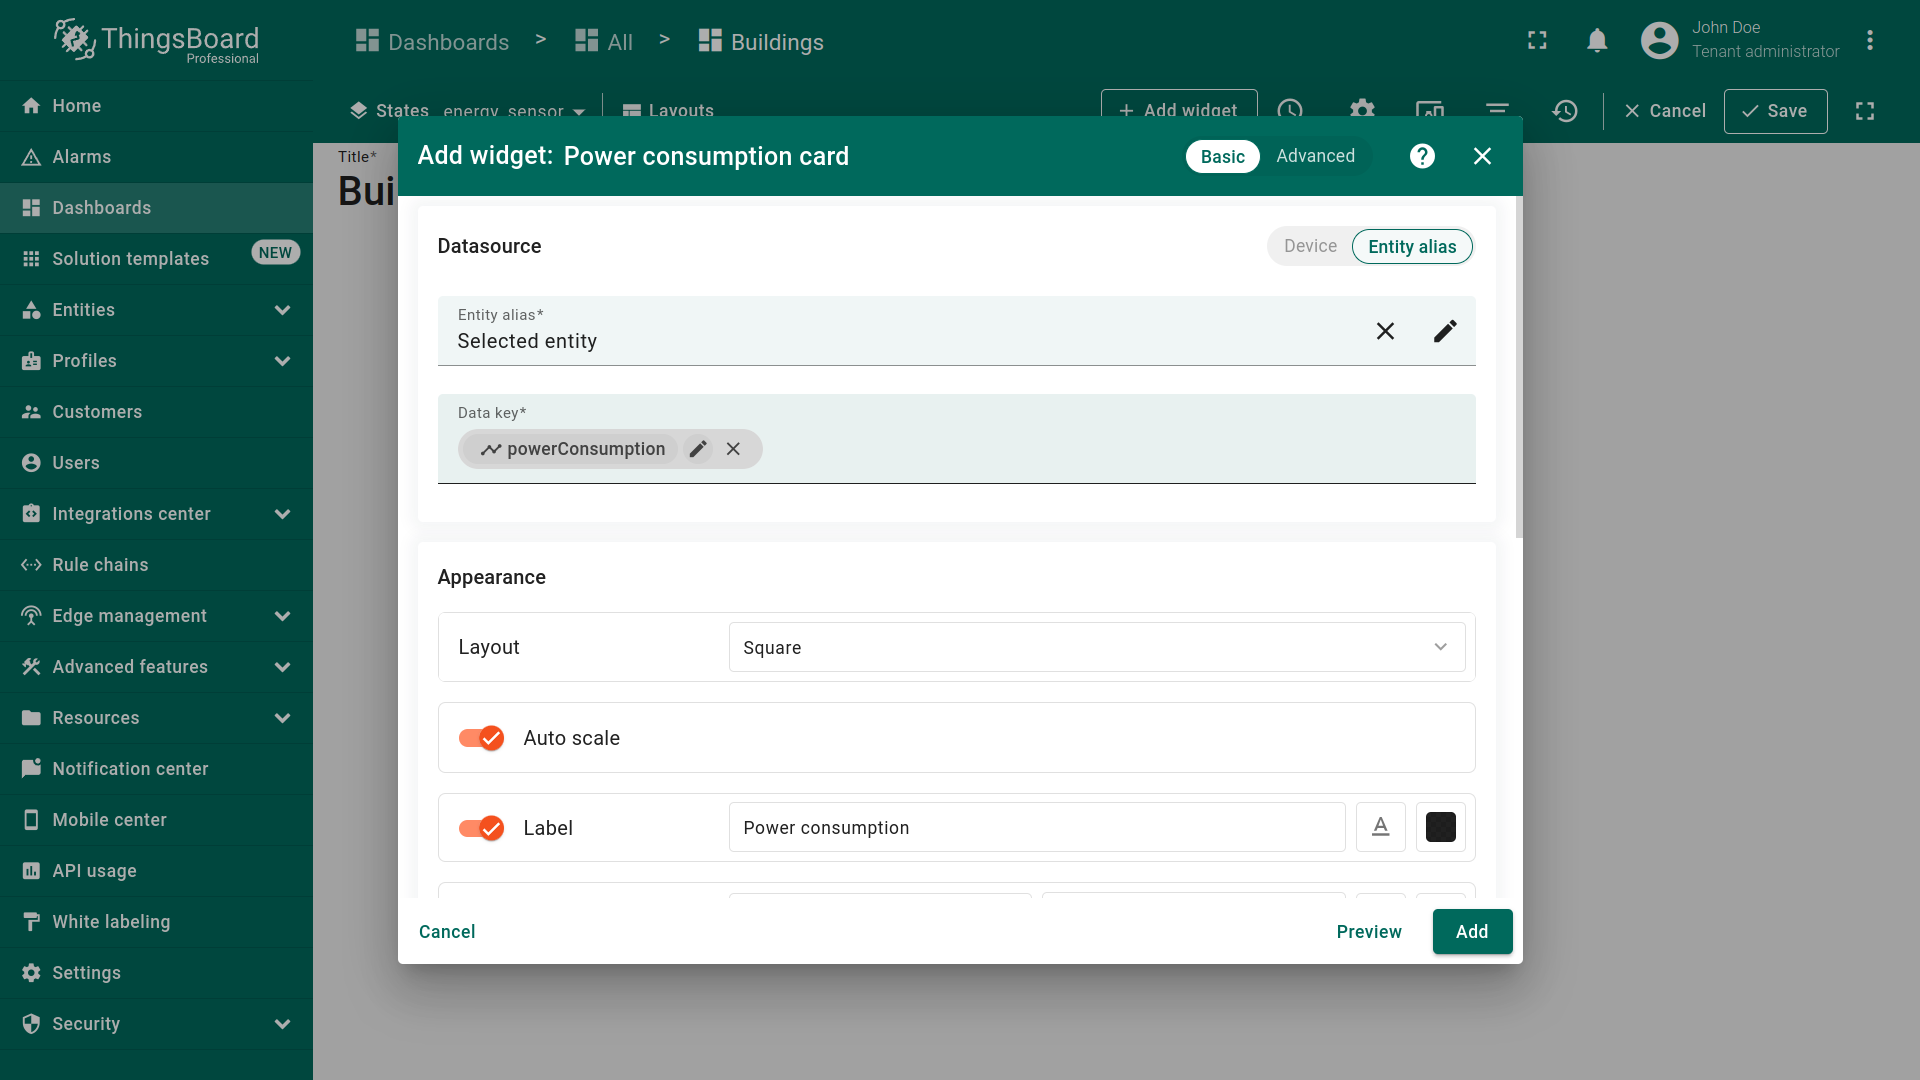 ThingsBoard
Professional
Dashboards > All > Buildings
John Doe
Tenant administrator
Home
Alarms
Dashboards
Solution templates NEW
Entities
Profiles
Customers
Users
Integrations center
Rule chains
Edge management
Advanced features
Resources
Notification center
Mobile center
API usage
White labeling
Settings
Security
States energy_sensor Layouts Add widget Cancel Save
Title*
Bui
Add widget: Power consumption card Basic Advanced
Datasource Device Entity alias
Entity alias*
Selected entity
Data key*
powerConsumption
Appearance
Layout Square
Auto scale
Label Power consumption
Cancel Preview Add